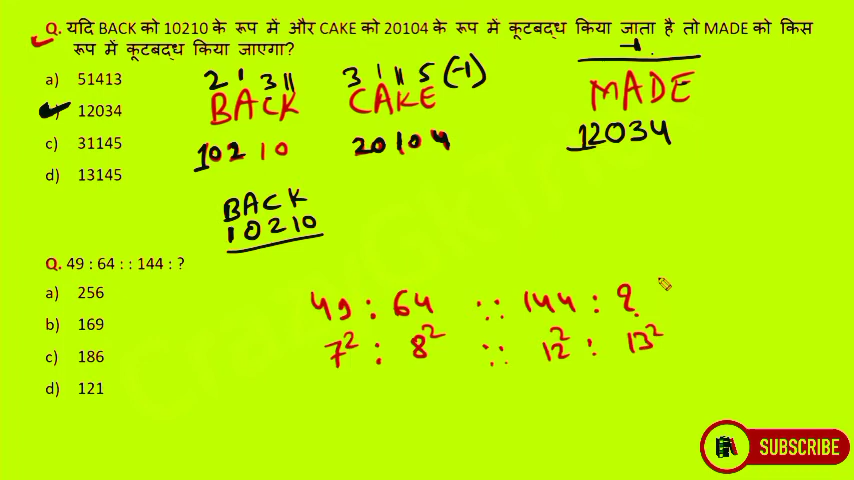 Q. यदि BACK को 10210 के रूप में और CAKE को 20104 के रूप में कूटबद्ध किया जाता है तो MADE को किस
रूप में कूटबद्ध किया जाएगा?
a) 51413
12034
c) 31145
d) 13145
2 1 3 11
BACK
10210
3 1 11 5 (-1)
CAKE
20104
-1
MADE
12034
BACK
10210
Q. 49 : 64 : : 144 : ?
a) 256
b) 169
c) 186
d) 121
49 : 64 :: 144 : ?
7² : 8² :: 12² : 13²
SUBSCRIBE